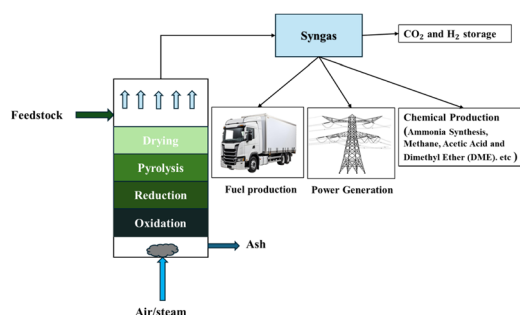 Syngas
CO₂ and H₂ storage
Feedstock
Drying
Pyrolysis
Reduction
Oxidation
Ash
Air/steam
Fuel production
Power Generation
Chemical Production
(Ammonia Synthesis,
Methane, Acetic Acid and
Dimethyl Ether (DME). etc )